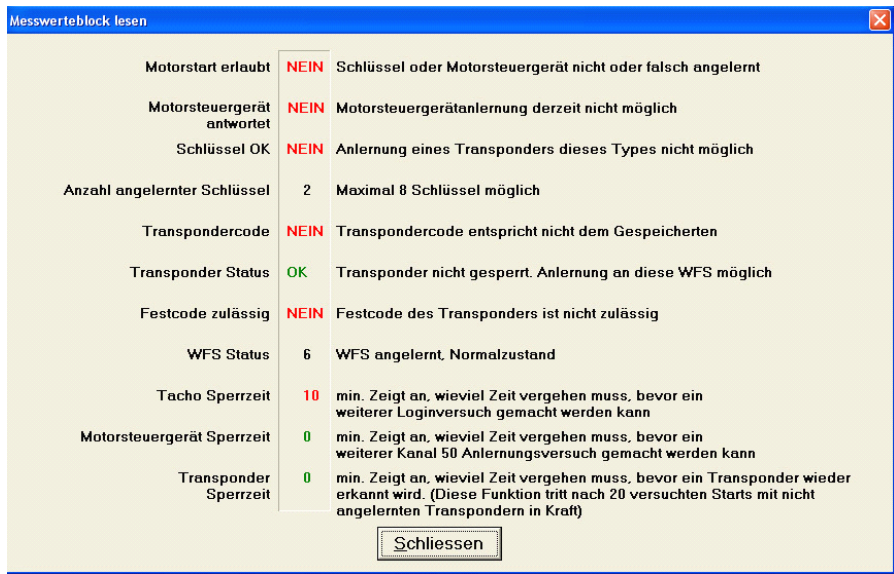 Messwerteblock lesen
Motorstart erlaubt NEIN Schlüssel oder Motorsteuergerät nicht oder falsch angelernt
Motorsteuergerät
antwortet NEIN Motorsteuergerätanlernung derzeit nicht möglich
Schlüssel OK NEIN Anlernung eines Transponders dieses Types nicht möglich
Anzahl angelernter Schlüssel 2 Maximal 8 Schlüssel möglich
Transpondercode NEIN Transpondercode entspricht nicht dem Gespeicherten
Transponder Status OK Transponder nicht gesperrt. Anlernung an diese WFS möglich
Festcode zulässig NEIN Festcode des Transponders ist nicht zulässig
WFS Status 6 WFS angelernt, Normalzustand
Tacho Sperrzeit 10 min. Zeigt an, wieviel Zeit vergehen muss, bevor ein
weiterer Loginversuch gemacht werden kann
Motorsteuergerät Sperrzeit 0 min. Zeigt an, wieviel Zeit vergehen muss, bevor ein
weiterer Kanal 50 Anlernungsversuch gemacht werden kann
Transponder 0 min. Zeigt an, wieviel Zeit vergehen muss, bevor ein Transponder wieder
Sperrzeit erkannt wird. (Diese Funktion tritt nach 20 versuchten Starts mit nicht
angelernten Transpondern in Kraft)
Schliessen